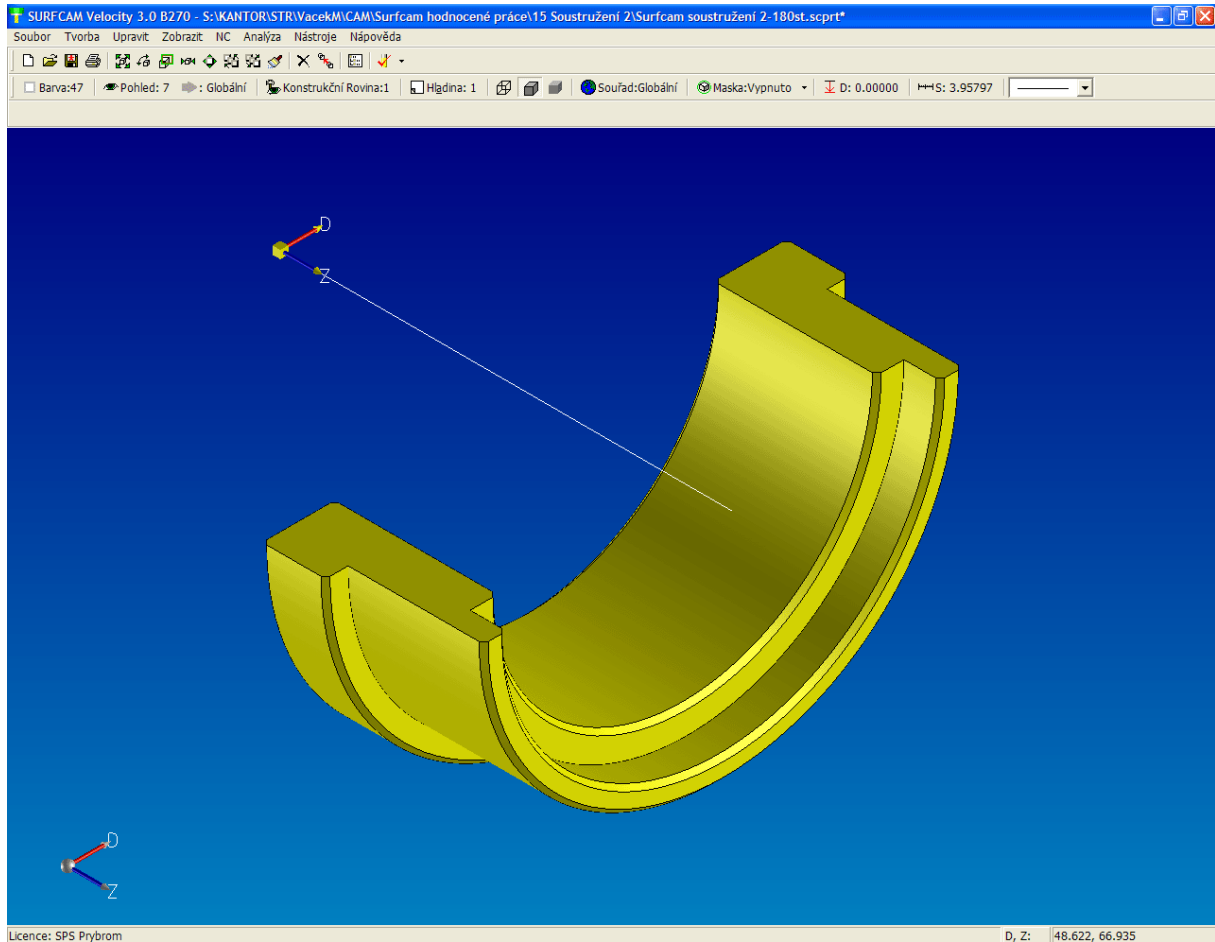 SURFCAM Velocity 3.0 B270 - S:\KANTOR\STR\VacekM\CAM\Surfcam hodnocené práce\15 Soustružení 2\Surfcam soustružení 2-180st.scprt*
Soubor Tvorba Upravit Zobrazit NC Analýza Nástroje Nápověda
Barva:47 Pohled: 7 : Globální Konstrukční Rovina:1 Hladina: 1 Souřad:Globální Maska:Vypnuto D: 0.00000 S: 3.95797
D
Z
D
Z
Licence: SPS Prybrom D, Z: 48.622, 66.935